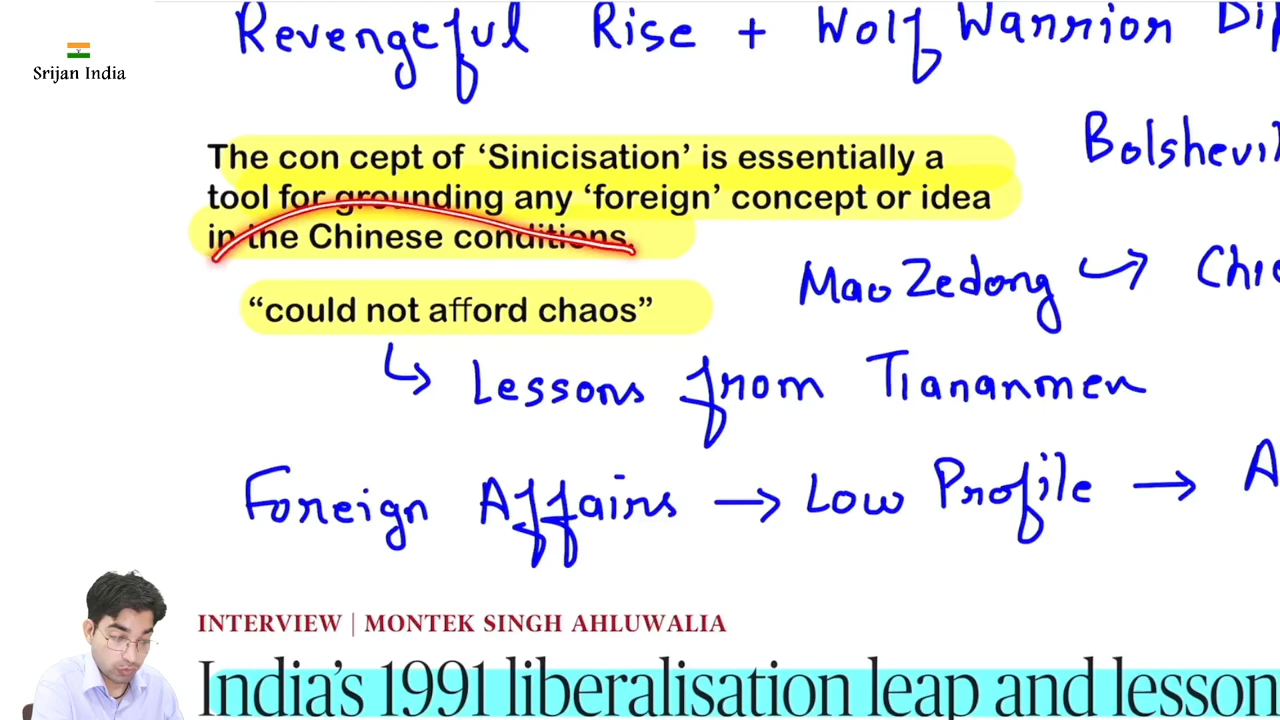 Revengeful Rise + Wolf Warrior
Srijan India
Bolshevi
The con cept of ‘Sinicisation’ is essentially a
tool for grounding any ‘foreign’ concept or idea
in the Chinese conditions.
Mao Zedong ↪
“could not afford chaos”
↳ Lessons from Tiananmen
Foreign Affairs → Low Profile → A
INTERVIEW | MONTEK SINGH AHLUWALIA
India’s 1991 liberalisation leap and lesson